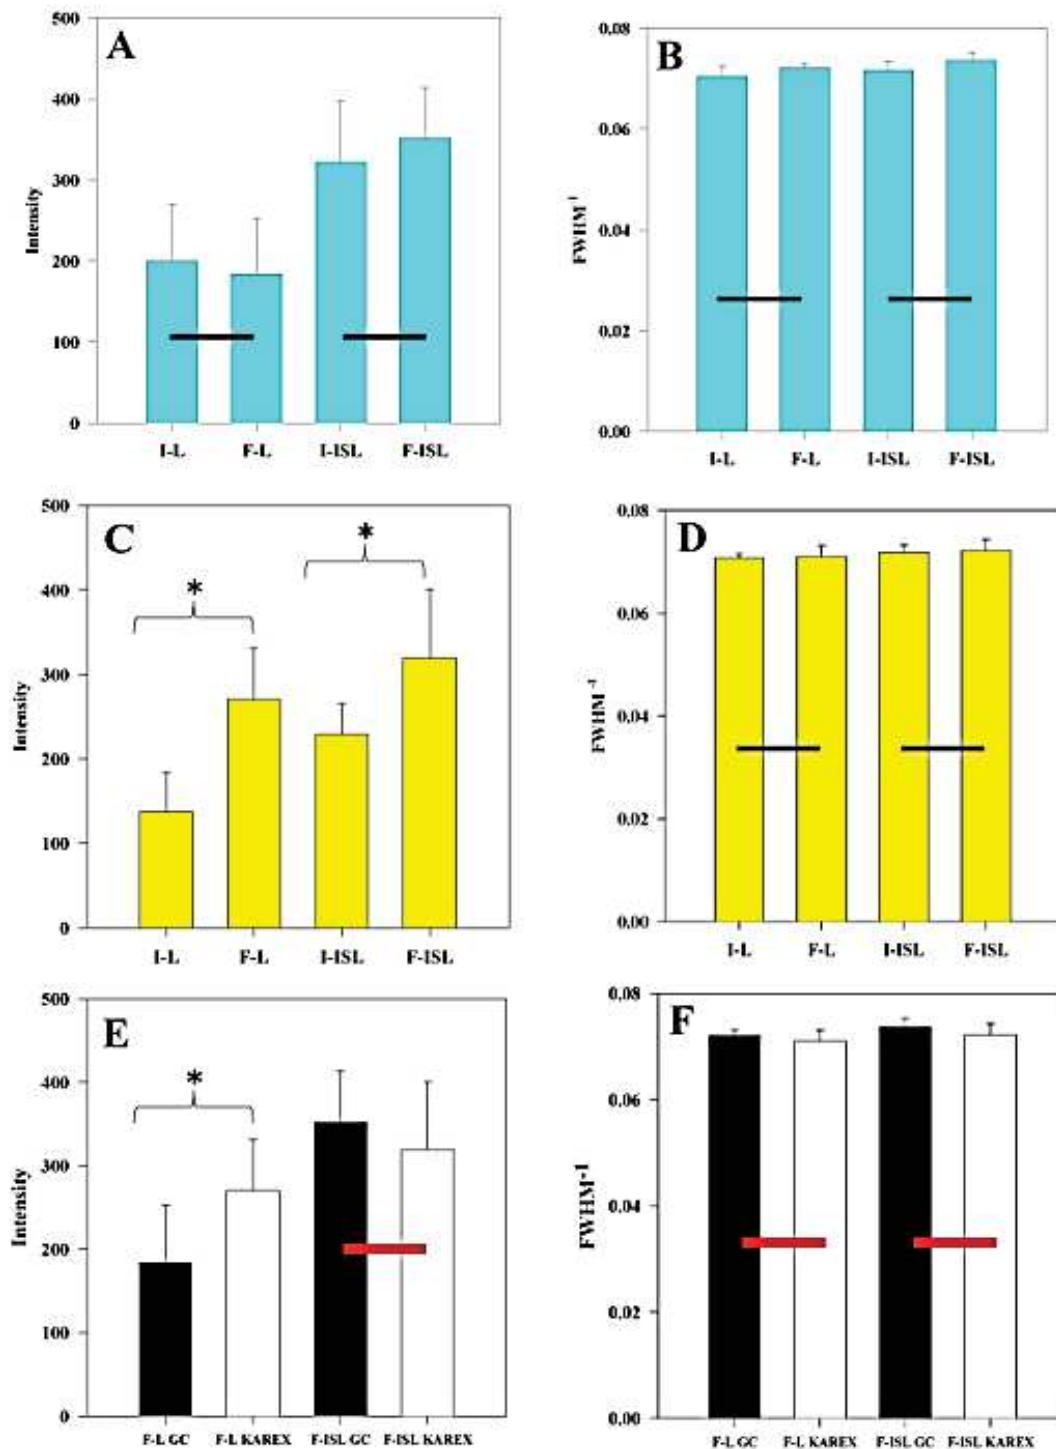 A
500
400
300
200
100
0
Intensity
I-L F-L I-ISL F-ISL
B
0.08
0.06
0.04
0.02
0.00
FWHM-1
I-L F-L I-ISL F-ISL
C
500
400
300
200
100
0
Intensity
* *
I-L F-L I-ISL F-ISL
D
0.08
0.06
0.04
0.02
0.00
FWHM-1
I-L F-L I-ISL F-ISL
E
500
400
300
200
100
0
Intensity
*
F-L GC F-L KAREX F-ISL GC F-ISL KAREX
F
0.08
0.06
0.04
0.02
0.00
FWHM-1
F-L GC F-L KAREX F-ISL GC F-ISL KAREX